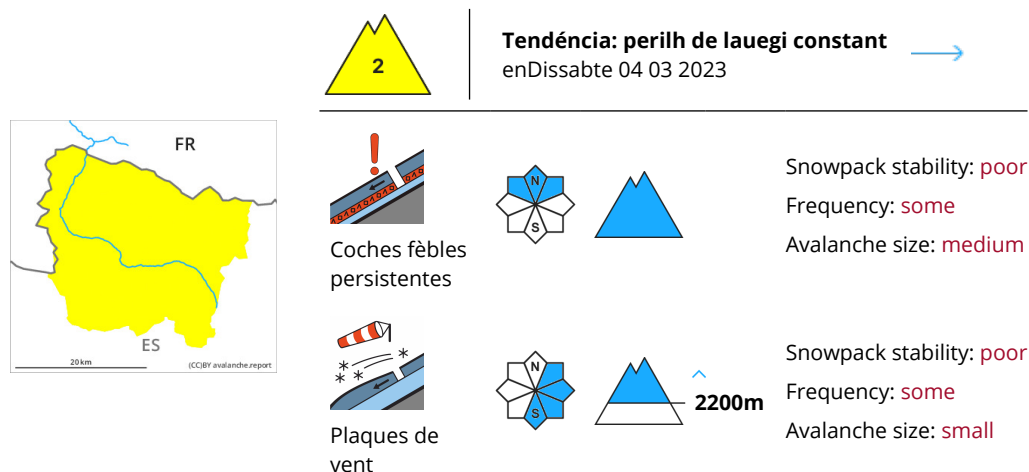 2
Tendéncia: perilh de lauegi constant
enDissabte 04 03 2023
FR
ES
20 km
(CC)BY avalanche.report
Coches fèbles
persistentes
N
S
Snowpack stability: poor
Frequency: some
Avalanche size: medium
Plaques de
vent
N
S
2200m
Snowpack stability: poor
Frequency: some
Avalanche size: small